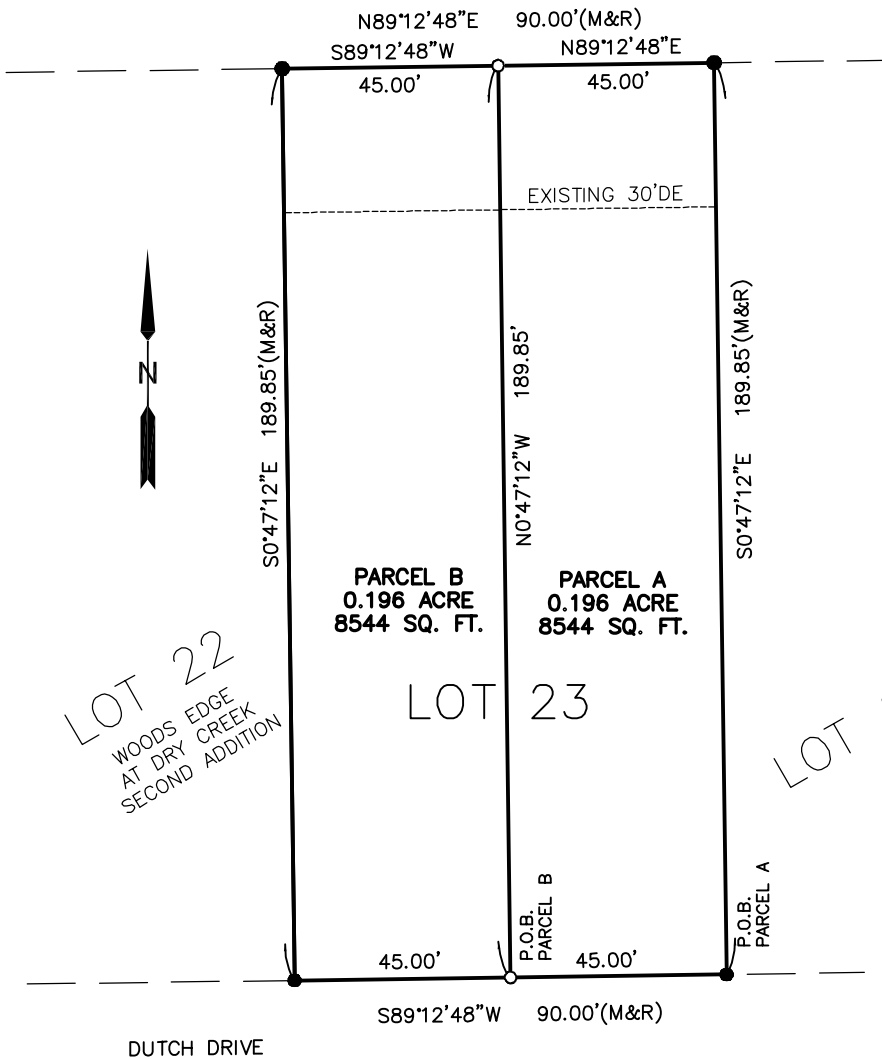 N89°12'48"E 90.00'(M&R)
S89°12'48"W N89°12'48"E
45.00' 45.00'
EXISTING 30'DE
N
S0°47'12"E 189.85'(M&R)
N0°47'12"W 189.85'
S0°47'12"E 189.85'(M&R)
PARCEL B
0.196 ACRE
8544 SQ. FT.
PARCEL A
0.196 ACRE
8544 SQ. FT.
LOT 22
WOODS EDGE
AT DRY CREEK
SECOND ADDITION
LOT 23
LOT
P.O.B.
PARCEL B
P.O.B.
PARCEL A
45.00' 45.00'
S89°12'48"W 90.00'(M&R)
DUTCH DRIVE